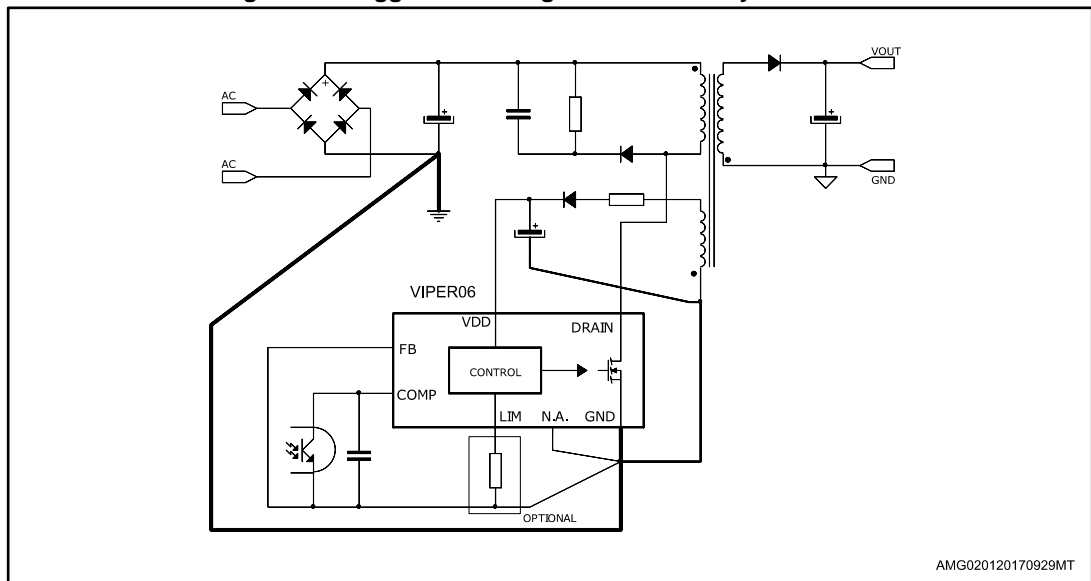 AC
VOUT
AC
GND
VIPER06
VDD
DRAIN
FB
CONTROL
COMP
LIM
N.A.
GND
OPTIONAL
AMG020120170929MT